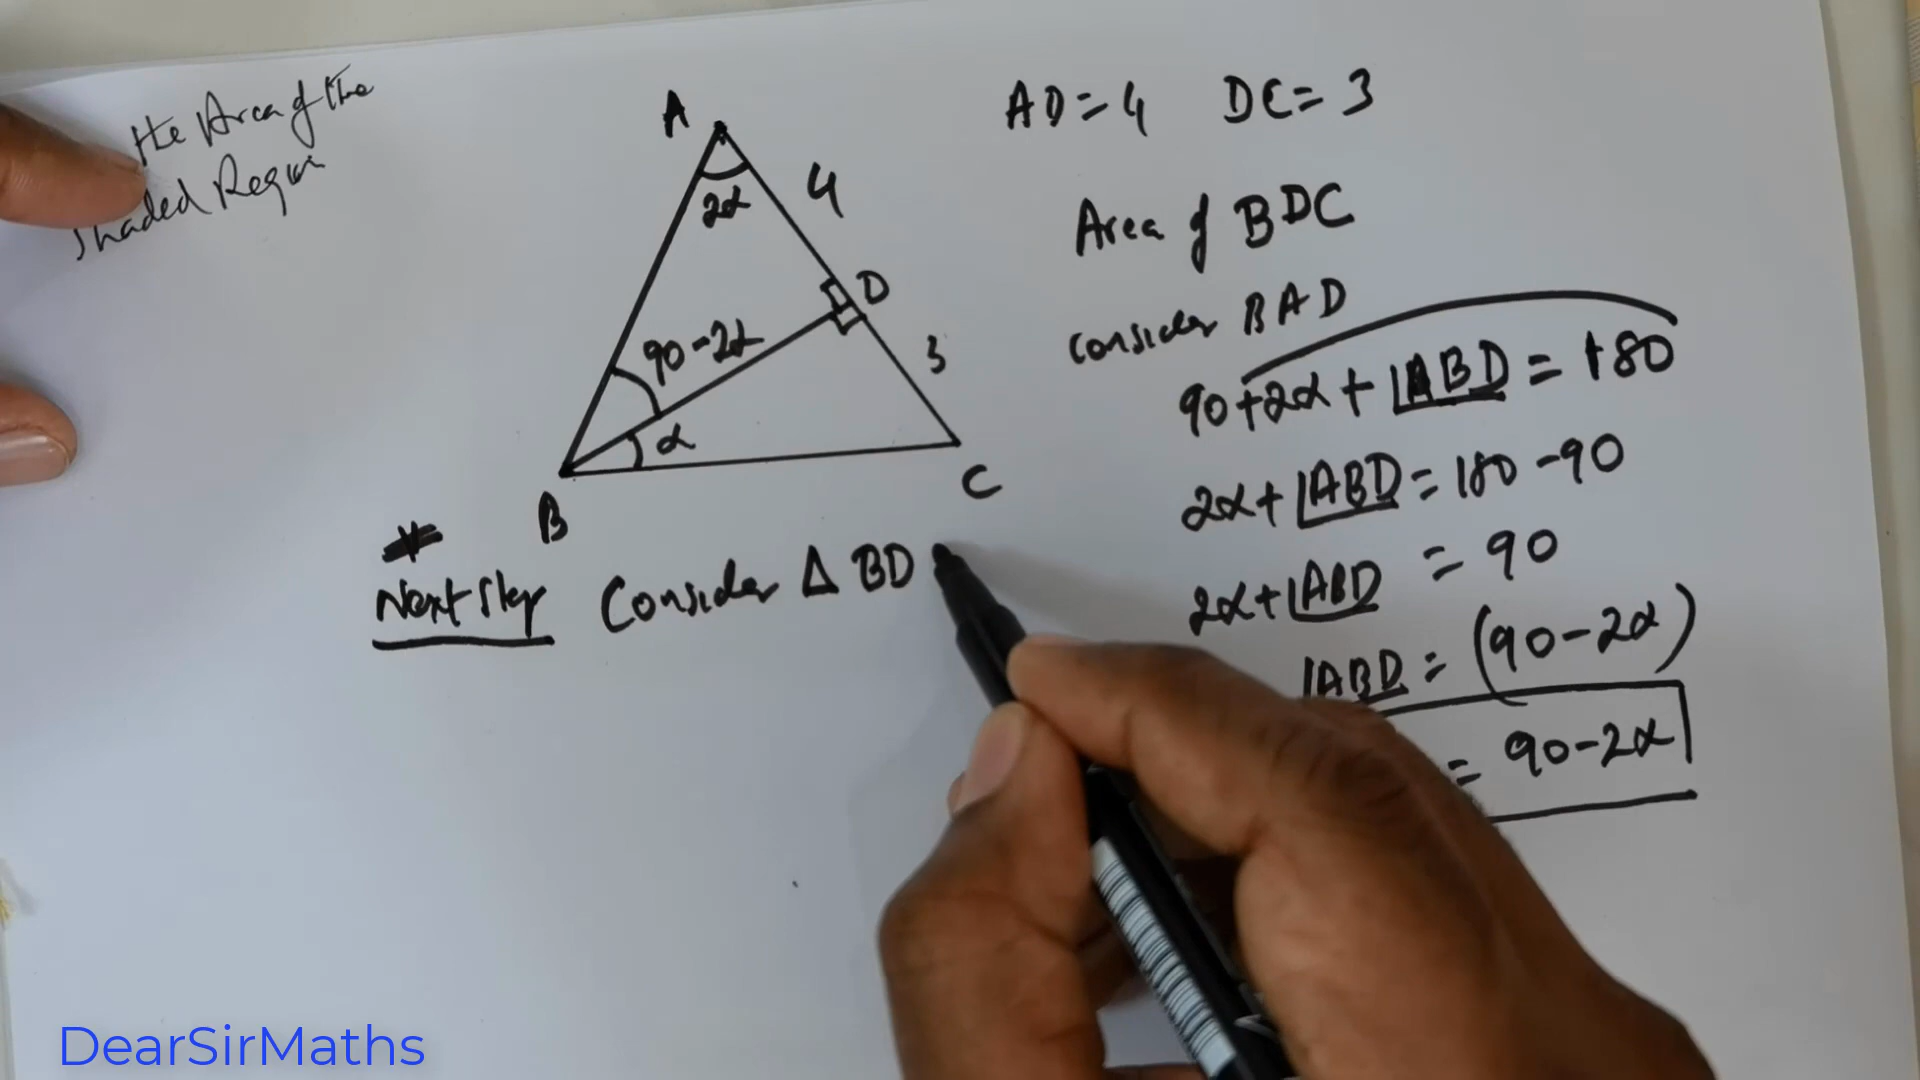 the Area of the
shaded Region
A
2α
4
D
90-2α
3
α
B
C
Next step Consider Δ BD
AD=4 DC=3
Area of BDC
consider BAD
90+2α+∠ABD=180
2α+∠ABD=180-90
2α+∠ABD=90
∠ABD=(90-2α)
=90-2α
DearSirMaths